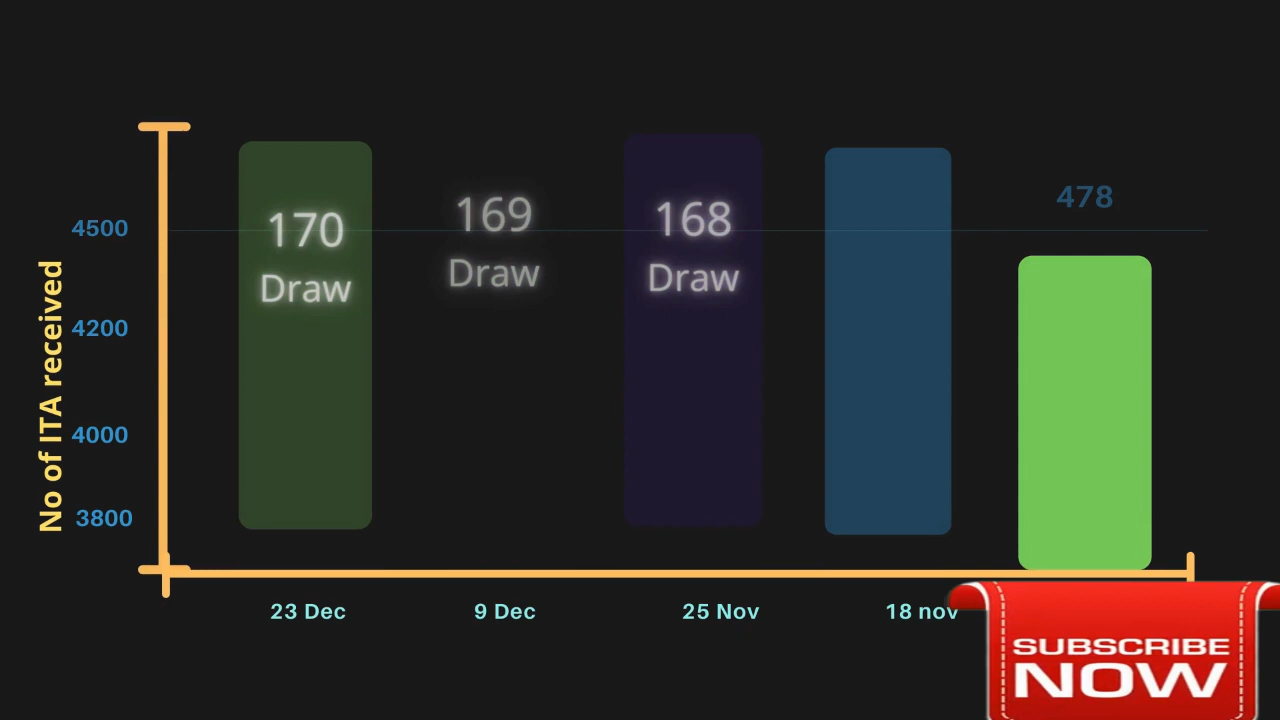 No of ITA received
4500
4200
4000
3800
170
Draw
169
Draw
168
Draw
478
23 Dec
9 Dec
25 Nov
18 nov
SUBSCRIBE
NOW